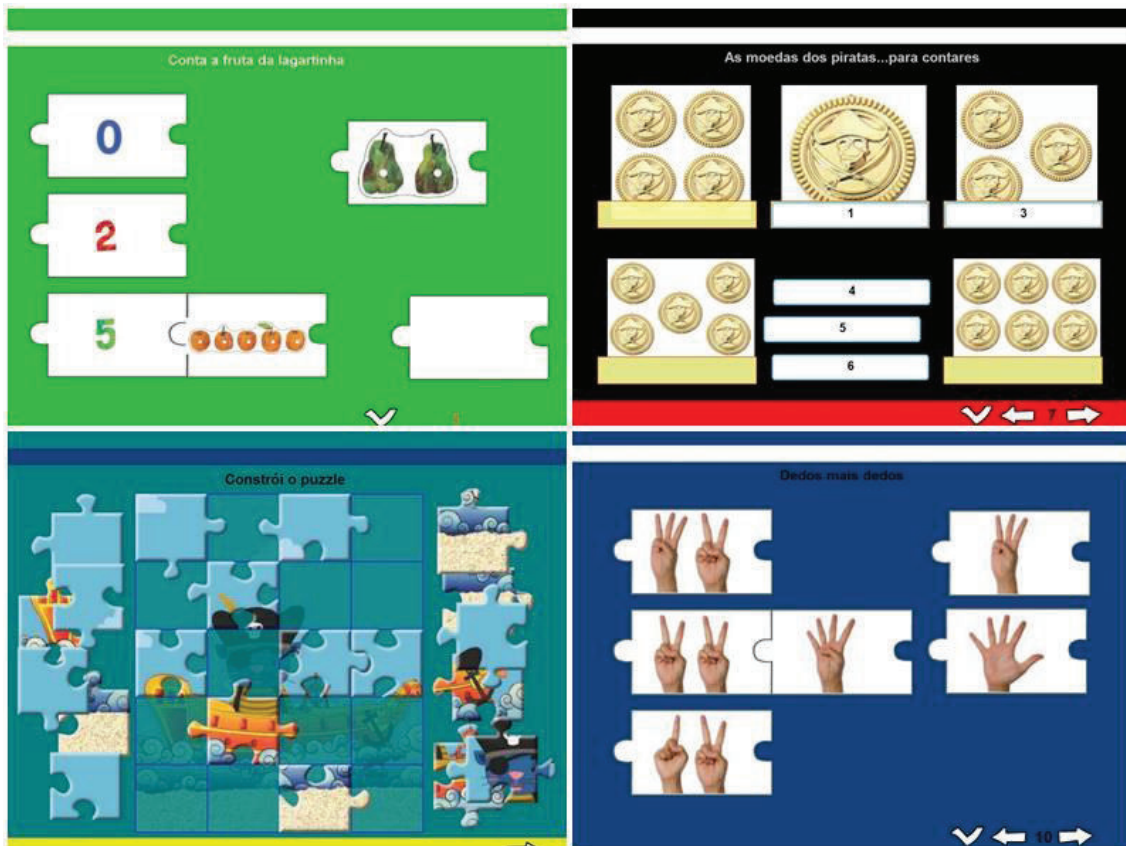 Conta a fruta da lagartinha
0
2
5
5
As moedas dos piratas...para contares
1
3
4
5
6
7
Constrói o puzzle
Dedos mais dedos
10